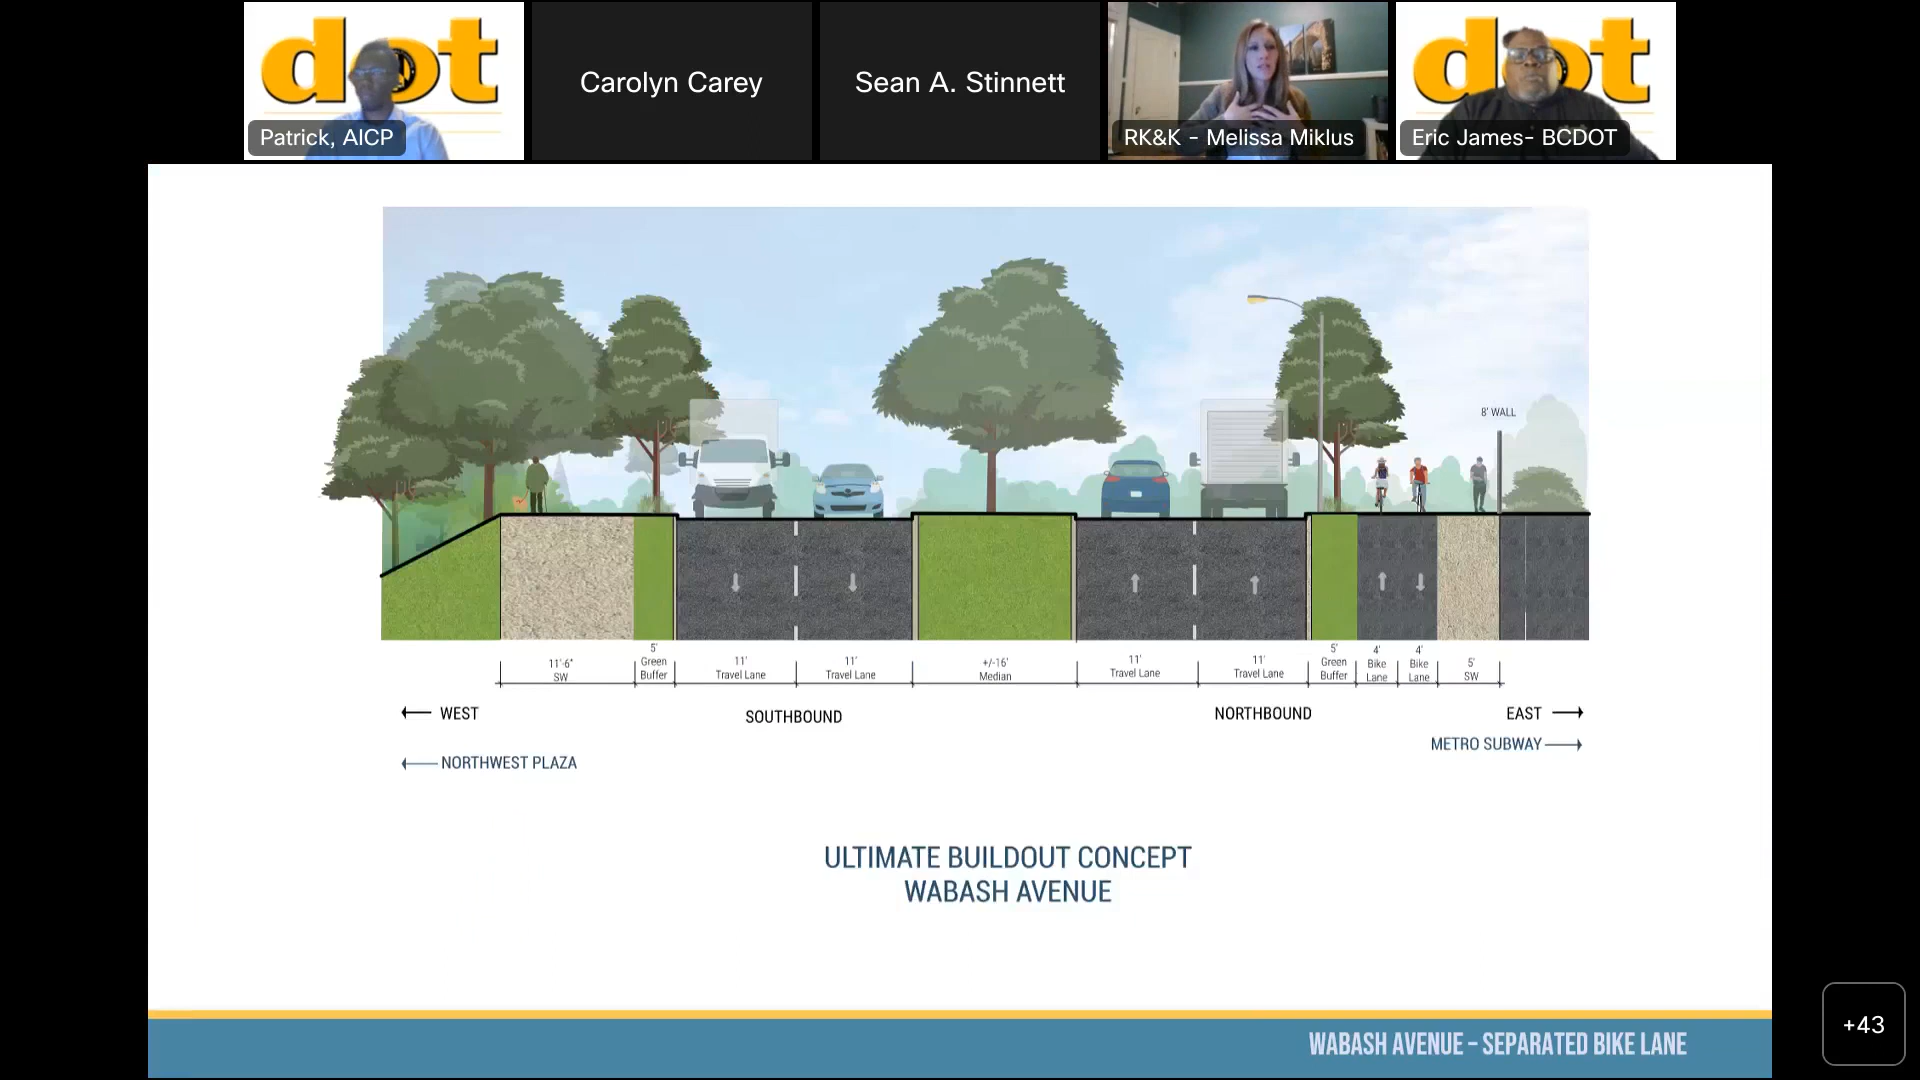 dot
Patrick, AICP
Carolyn Carey
Sean A. Stinnett
RK&K - Melissa Miklus
dot
Eric James- BCDOT
8' WALL
11'-6"
SW
5'
Green
Buffer
11'
Travel Lane
11'
Travel Lane
+/-16'
Median
11'
Travel Lane
11'
Travel Lane
5'
Green
Buffer
4'
Bike
Lane
4'
Bike
Lane
5'
SW
WEST
SOUTHBOUND
NORTHBOUND
EAST
METRO SUBWAY
NORTHWEST PLAZA
ULTIMATE BUILDOUT CONCEPT
WABASH AVENUE
+43
WABASH AVENUE – SEPARATED BIKE LANE